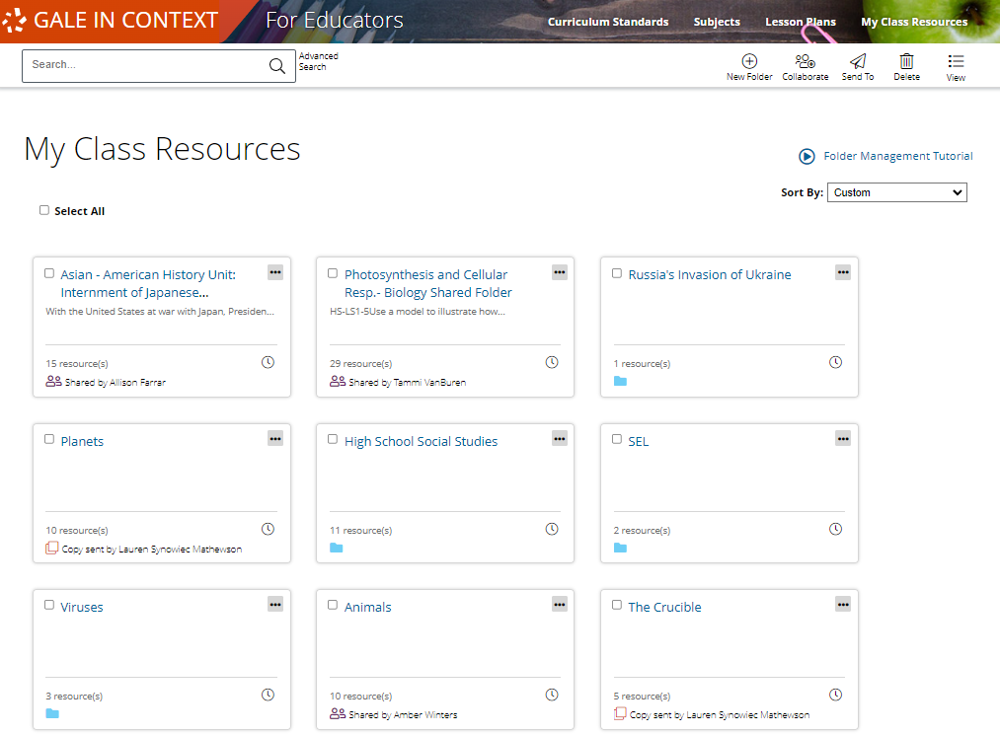 GALE IN CONTEXT For Educators Curriculum Standards Subjects Lesson Plans My Class Resources
Search...
Advanced
Search
New Folder Collaborate Send To Delete View
My Class Resources
Folder Management Tutorial
Sort By: Custom
Select All
Asian - American History Unit:
Internment of Japanese...
With the United States at war with Japan, Presiden...
15 resource(s)
Shared by Allison Farrar
Photosynthesis and Cellular
Resp.- Biology Shared Folder
HS-LS1-5Use a model to illustrate how...
29 resource(s)
Shared by Tammi VanBuren
Russia's Invasion of Ukraine
1 resource(s)
Planets
10 resource(s)
Copy sent by Lauren Synowiec Mathewson
High School Social Studies
11 resource(s)
SEL
2 resource(s)
Viruses
3 resource(s)
Animals
10 resource(s)
Shared by Amber Winters
The Crucible
5 resource(s)
Copy sent by Lauren Synowiec Mathewson